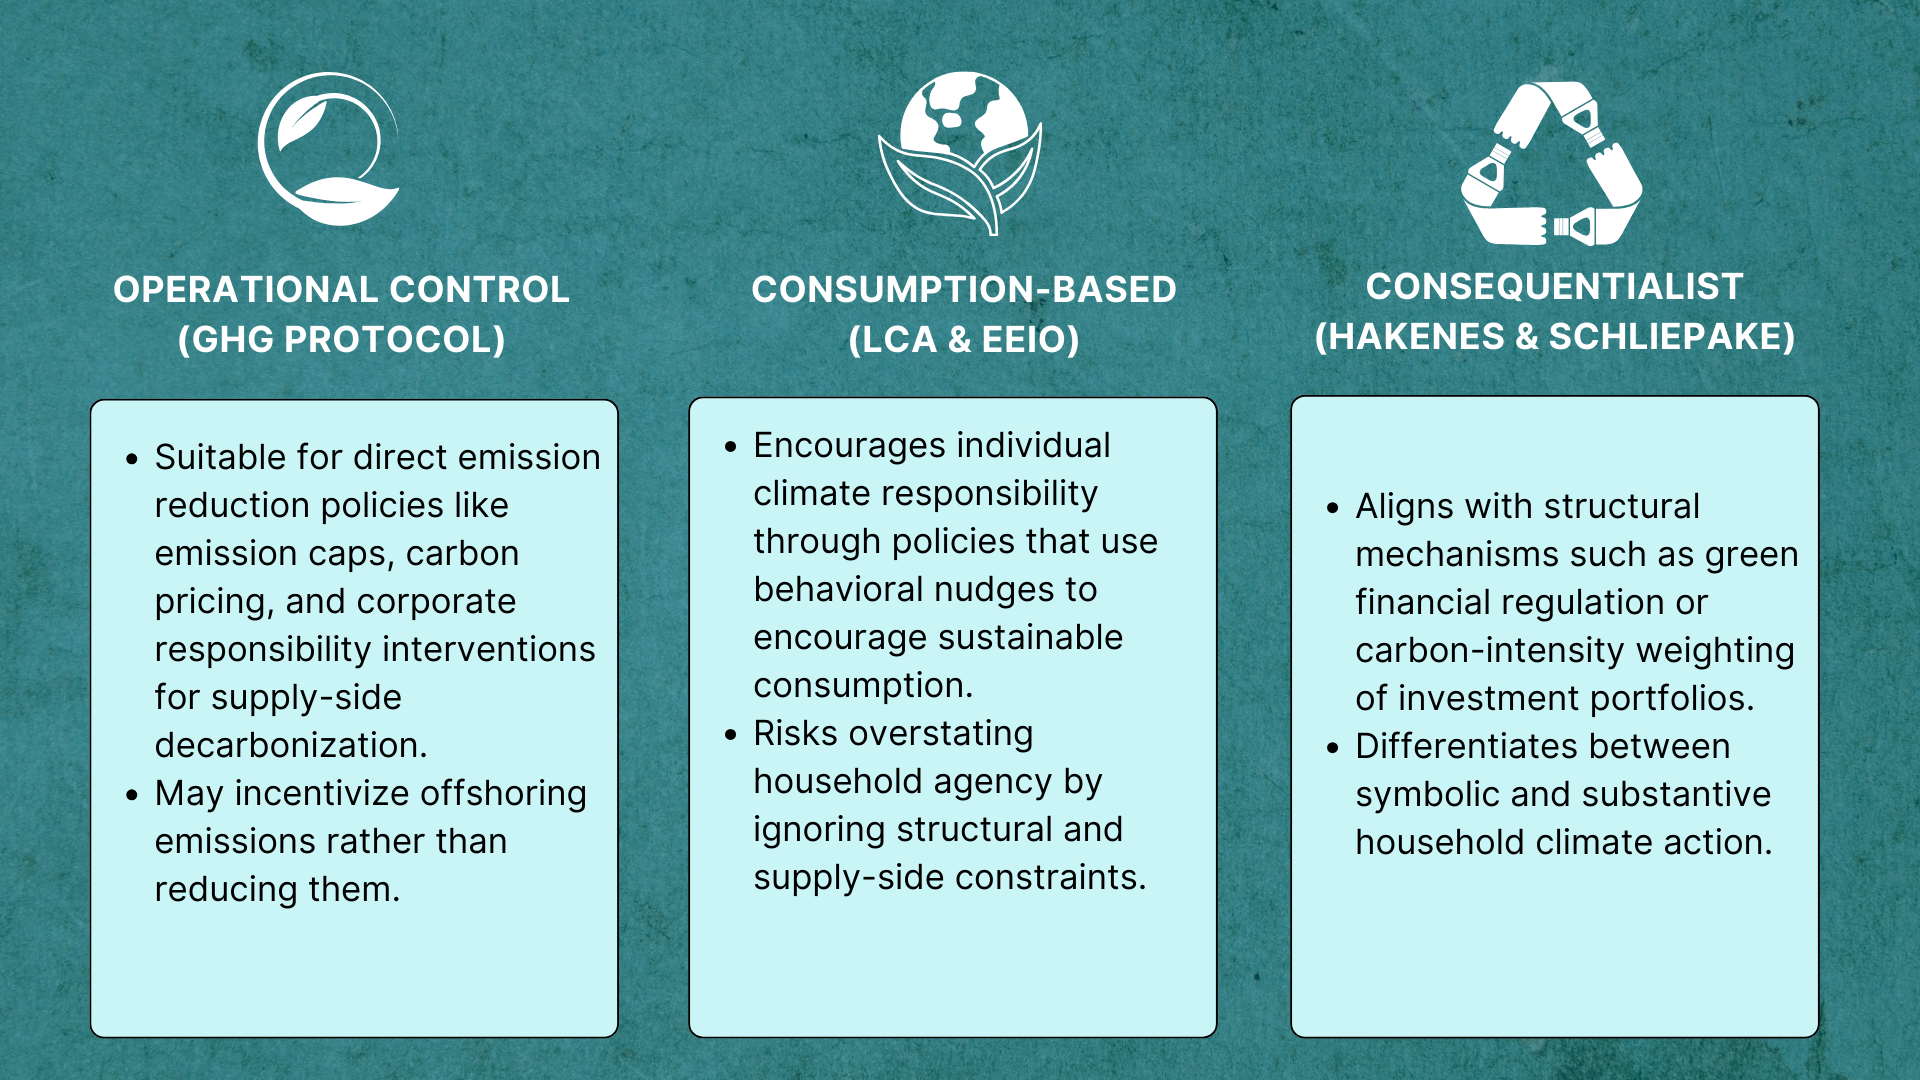 OPERATIONAL CONTROL
(GHG PROTOCOL)
• Suitable for direct emission
reduction policies like
emission caps, carbon
pricing, and corporate
responsibility interventions
for supply-side
decarbonization.
• May incentivize offshoring
emissions rather than
reducing them.
CONSUMPTION-BASED
(LCA & EEIO)
• Encourages individual
climate responsibility
through policies that use
behavioral nudges to
encourage sustainable
consumption.
• Risks overstating
household agency by
ignoring structural and
supply-side constraints.
CONSEQUENTIALIST
(HAKENES & SCHLIEPAKE)
• Aligns with structural
mechanisms such as green
financial regulation or
carbon-intensity weighting
of investment portfolios.
• Differentiates between
symbolic and substantive
household climate action.